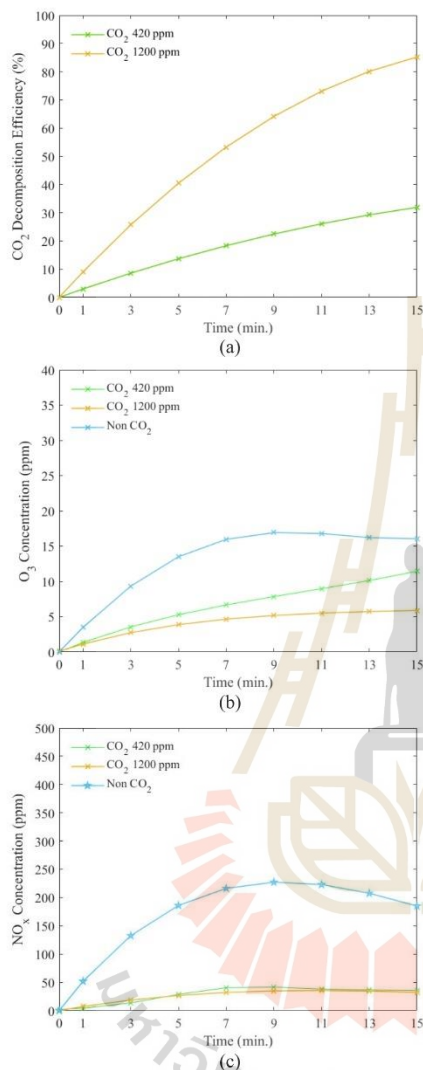 100
90
80
70
60
50
40
30
20
10
0
CO2 Decomposition Efficiency (%)
CO2 420 ppm
CO2 1200 ppm
0 1 3 5 7 9 11 13 15
Time (min.)
(a)
40
35
30
25
20
15
10
5
0
O3 Concentration (ppm)
CO2 420 ppm
CO2 1200 ppm
Non CO2
0 1 3 5 7 9 11 13 15
Time (min.)
(b)
500
450
400
350
300
250
200
150
100
50
0
NOx Concentration (ppm)
CO2 420 ppm
CO2 1200 ppm
Non CO2
0 1 3 5 7 9 11 13 15
Time (min.)
(c)